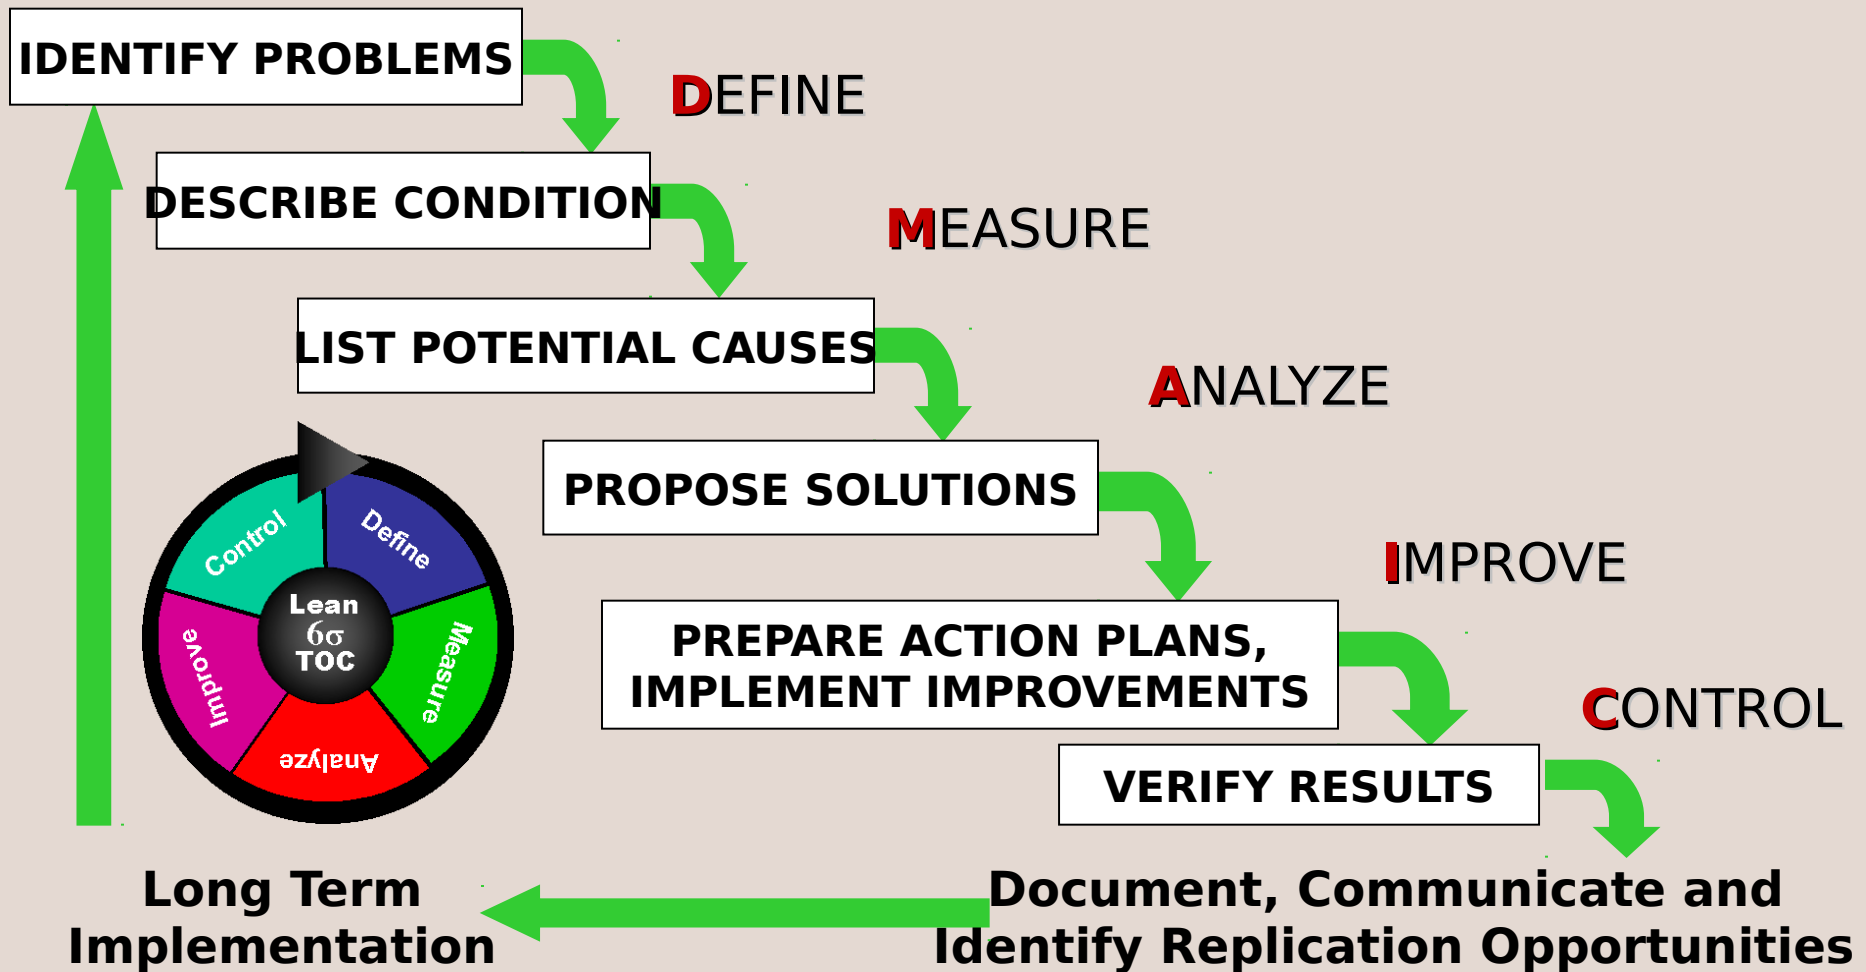 IDENTIFY PROBLEMS
DEFINE
DESCRIBE CONDITION
MEASURE
LIST POTENTIAL CAUSES
ANALYZE
PROPOSE SOLUTIONS
IMPROVE
PREPARE ACTION PLANS,
IMPLEMENT IMPROVEMENTS
CONTROL
VERIFY RESULTS
Document, Communicate and
Identify Replication Opportunities
Long Term
Implementation
Define
Measure
Analyze
Improve
Control
Lean
6σ
TOC